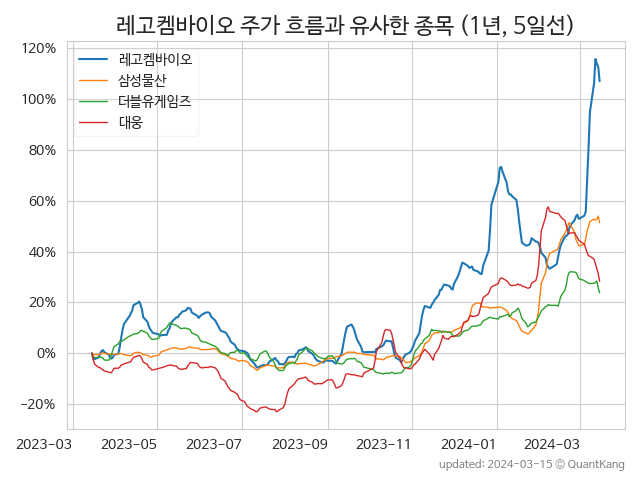 레고켐바이오 주가 흐름과 유사한 종목 (1년, 5일선)
120%
100%
80%
60%
40%
20%
0%
-20%
레고켐바이오
삼성물산
더블유게임즈
대웅
2023-03
2023-05
2023-07
2023-09
2023-11
2024-01
2024-03
updated: 2024-03-15 ⓒ QuantKang